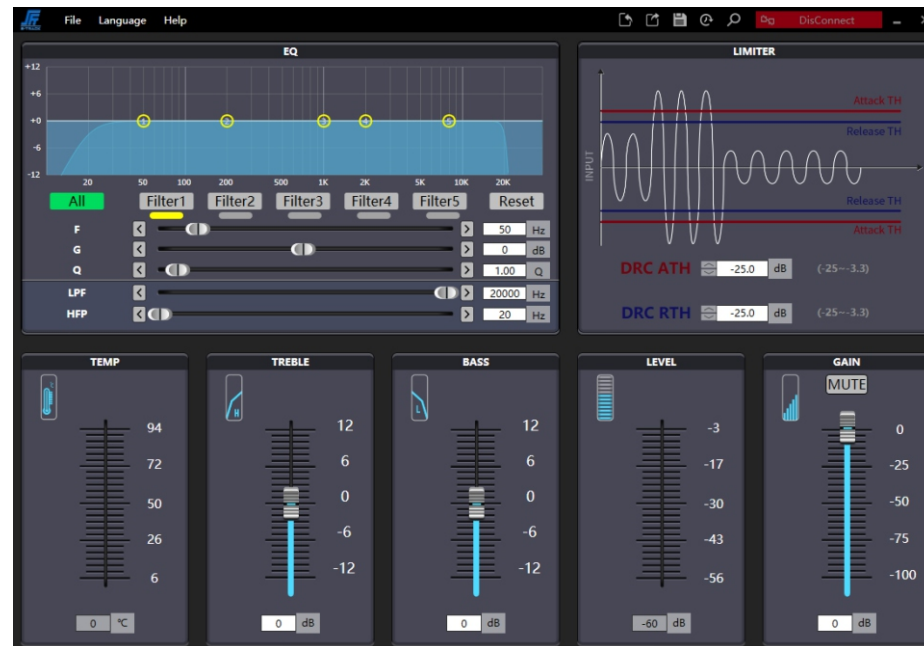 File Language Help DisConnect
EQ
+12
+6
+0
-6
-12
1 2 3 4 5
20 50 100 200 500 1K 2K 5K 10K 20K
All Filter1 Filter2 Filter3 Filter4 Filter5 Reset
F 50 Hz
G 0 dB
Q 1.00 Q
LPF 20000 Hz
HFP 20 Hz
LIMITER
INPUT
Attack TH
Release TH
Release TH
Attack TH
DRC ATH -25.0 dB (-25~-3.3)
DRC RTH -25.0 dB (-25~-3.3)
TEMP
94
72
50
26
6
0 ℃
TREBLE
H
12
6
0
-6
-12
0 dB
BASS
L
12
6
0
-6
-12
0 dB
LEVEL
-3
-17
-30
-43
-56
-60 dB
GAIN
MUTE
0
-25
-50
-75
-100
0 dB